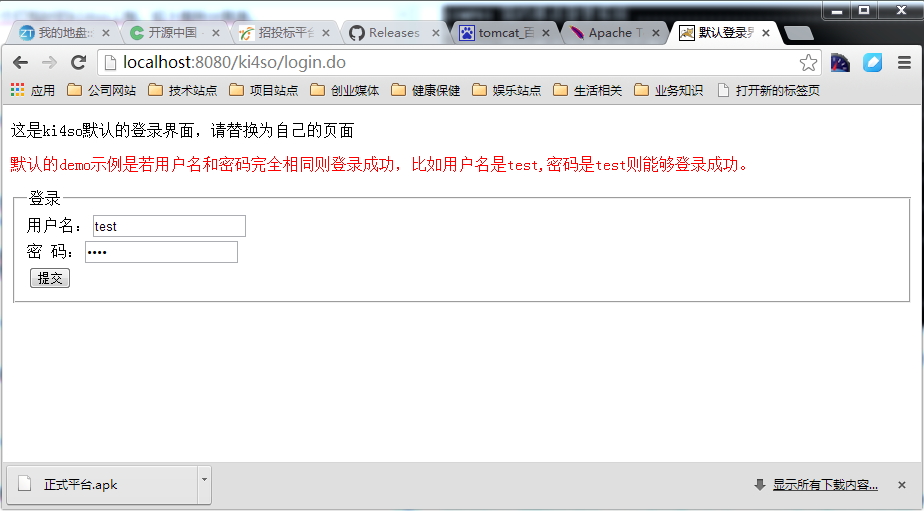 我的地盘::
开源中国
招投标平台
Releases
tomcat_百
Apache T
默认登录界
localhost:8080/ki4so/login.do
应用 公司网站 技术站点 项目站点 创业媒体 健康保健 娱乐站点 生活相关 业务知识 打开新的标签页
这是ki4so默认的登录界面，请替换为自己的页面
默认的demo示例是若用户名和密码完全相同则登录成功，比如用户名是test,密码是test则能够登录成功。
登录
用户名： test
密 码： ••••
提交
正式平台.apk
显示所有下载内容...